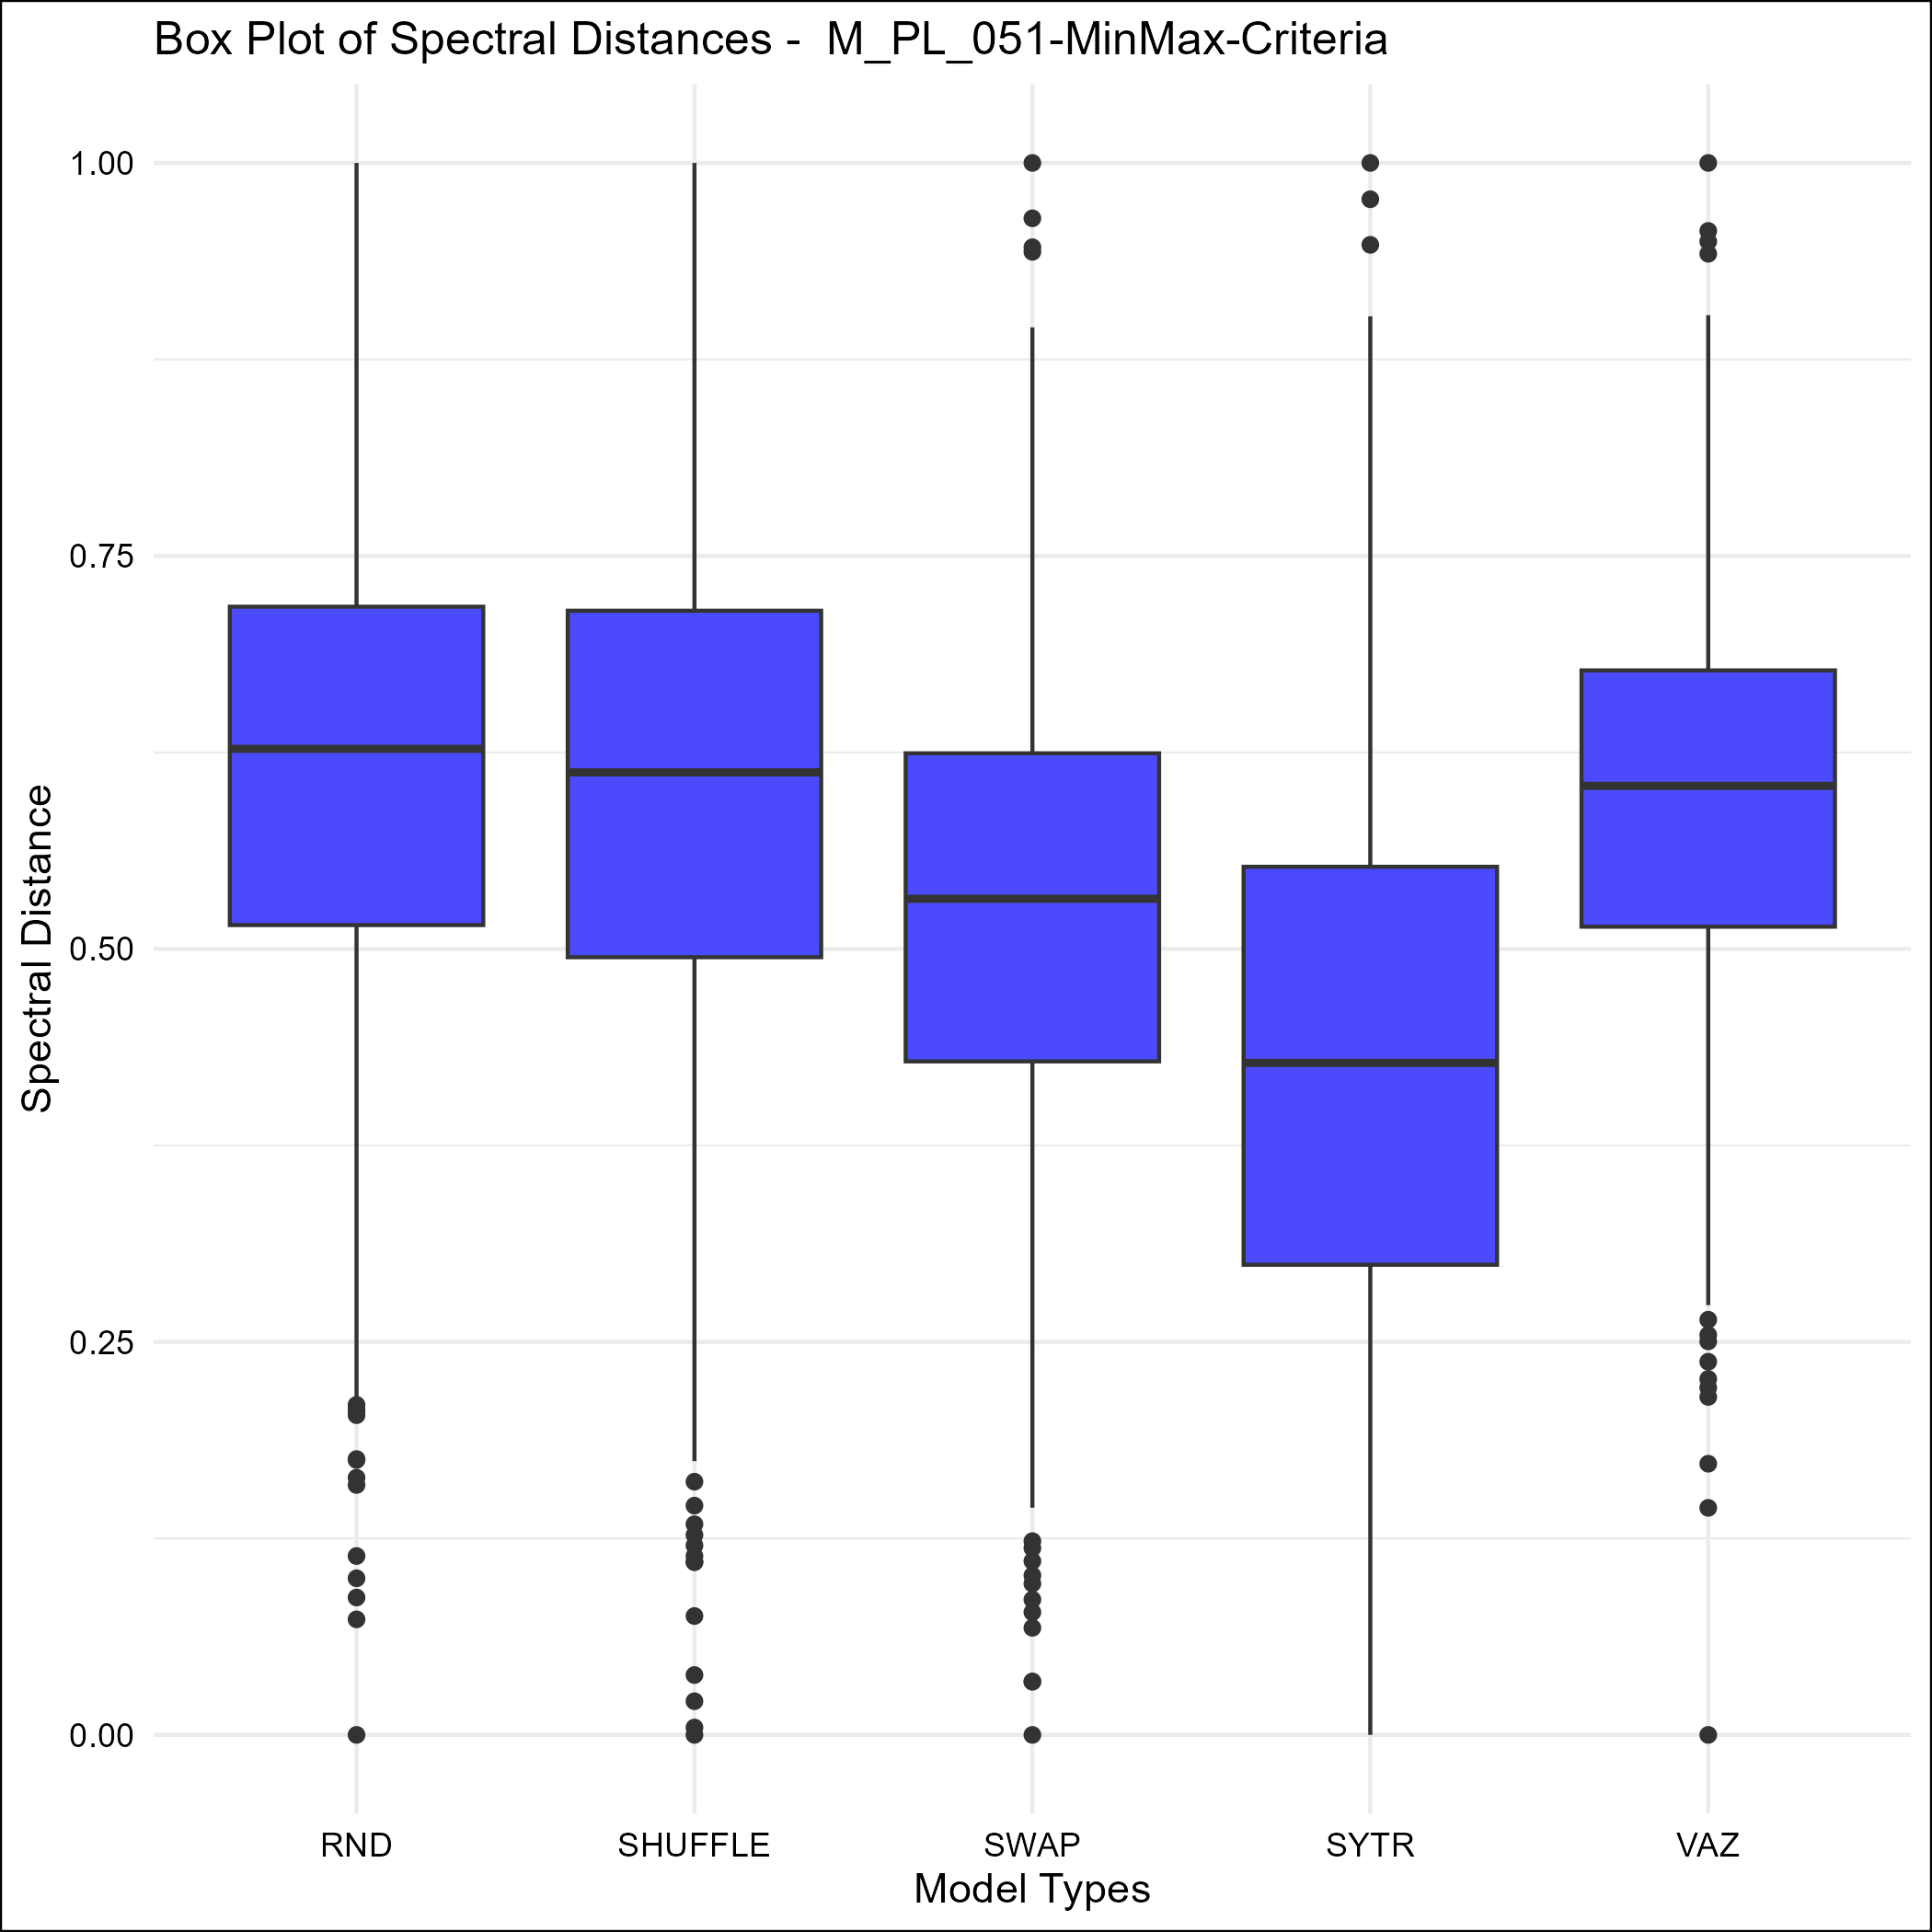 Box Plot of Spectral Distances -  M_PL_051-MinMax-Criteria
1.00
0.75
0.50
0.25
0.00
Spectral Distance
RND SHUFFLE SWAP SYTR VAZ
Model Types